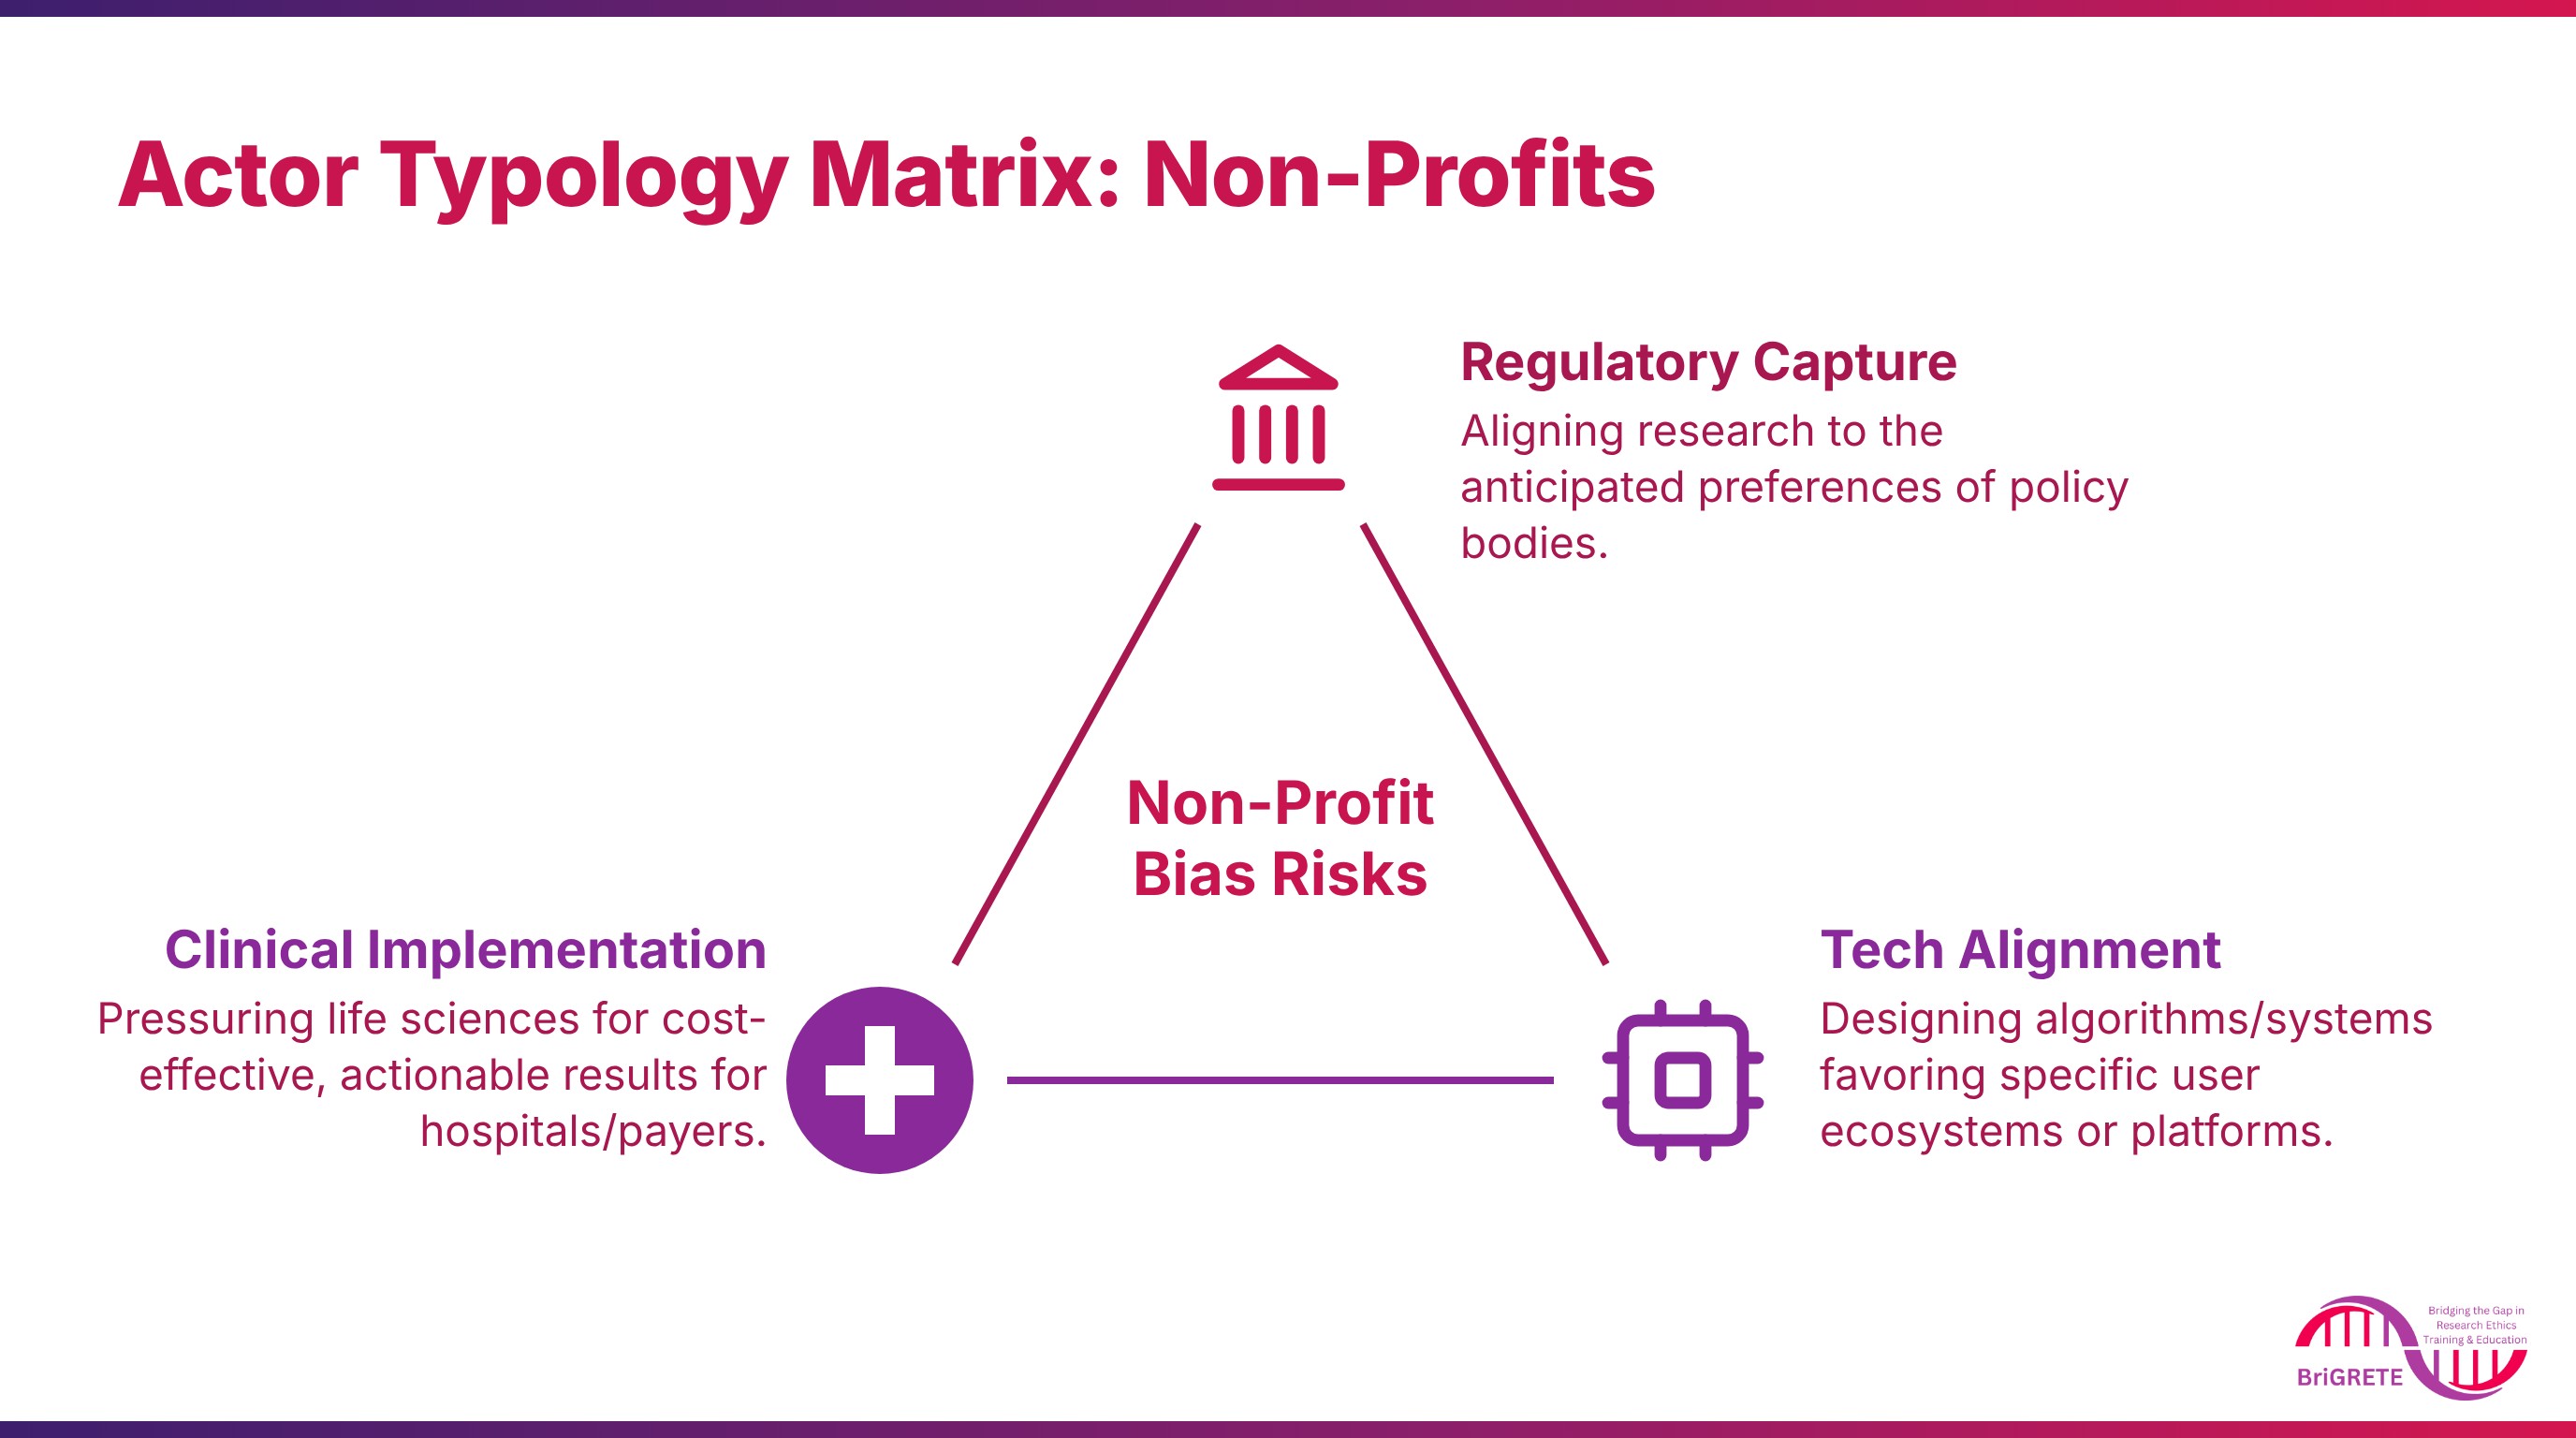 Actor Typology Matrix: Non-Profits
Regulatory Capture
Aligning research to the
anticipated preferences of policy
bodies.
Non-Profit
Bias Risks
Clinical Implementation
Pressuring life sciences for cost-
effective, actionable results for
hospitals/payers.
Tech Alignment
Designing algorithms/systems
favoring specific user
ecosystems or platforms.
Bridging the Gap in
Research Ethics
Training & Education
BriGRETE